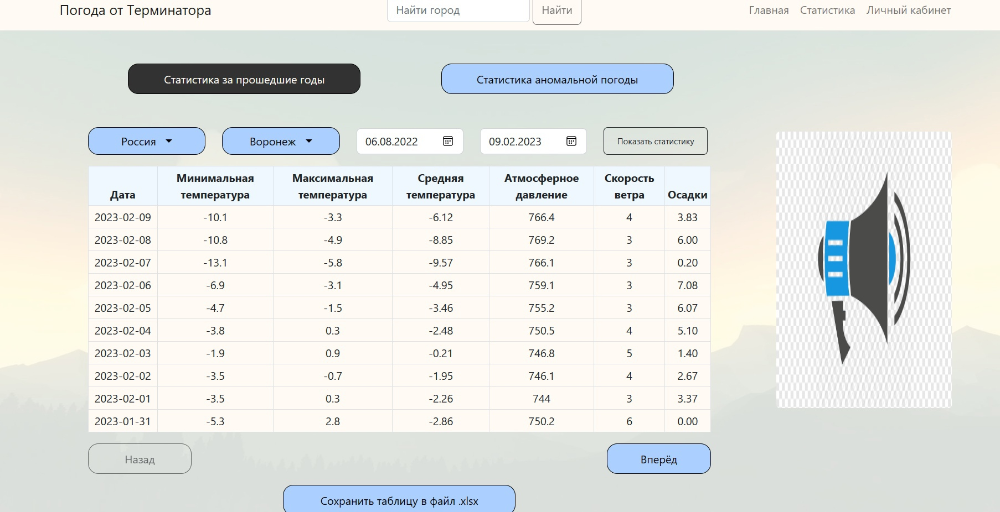 Погода от Терминатора
Найти город
Найти
Главная Статистика Личный кабинет
Статистика за прошедшие годы
Статистика аномальной погоды
Россия
Воронеж
06.08.2022
09.02.2023
Показать статистику
Дата Минимальная температура Максимальная температура Средняя температура Атмосферное давление Скорость ветра Осадки
2023-02-09 -10.1 -3.3 -6.12 766.4 4 3.83
2023-02-08 -10.8 -4.9 -8.85 769.2 3 6.00
2023-02-07 -13.1 -5.8 -9.57 766.1 3 0.20
2023-02-06 -6.9 -3.1 -4.95 759.1 3 7.08
2023-02-05 -4.7 -1.5 -3.46 755.2 3 6.07
2023-02-04 -3.8 0.3 -2.48 750.5 4 5.10
2023-02-03 -1.9 0.9 -0.21 746.8 5 1.40
2023-02-02 -3.5 -0.7 -1.95 746.1 4 2.67
2023-02-01 -3.5 0.3 -2.26 744 3 3.37
2023-01-31 -5.3 2.8 -2.86 750.2 6 0.00
Назад
Вперёд
Сохранить таблицу в файл .xlsx